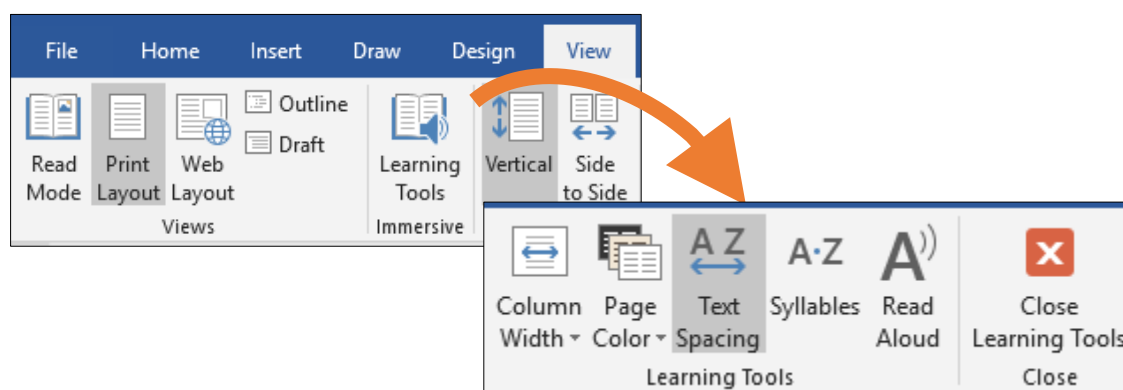 File Home Insert Draw Design View
Outline
Draft
Read Print Web Learning Vertical Side
Mode Layout Layout Tools to Side
Views Immersive
Column Page Text Syllables Read Close
Width Color Spacing Aloud Learning Tools
Learning Tools Close
A Z
A·Z
A